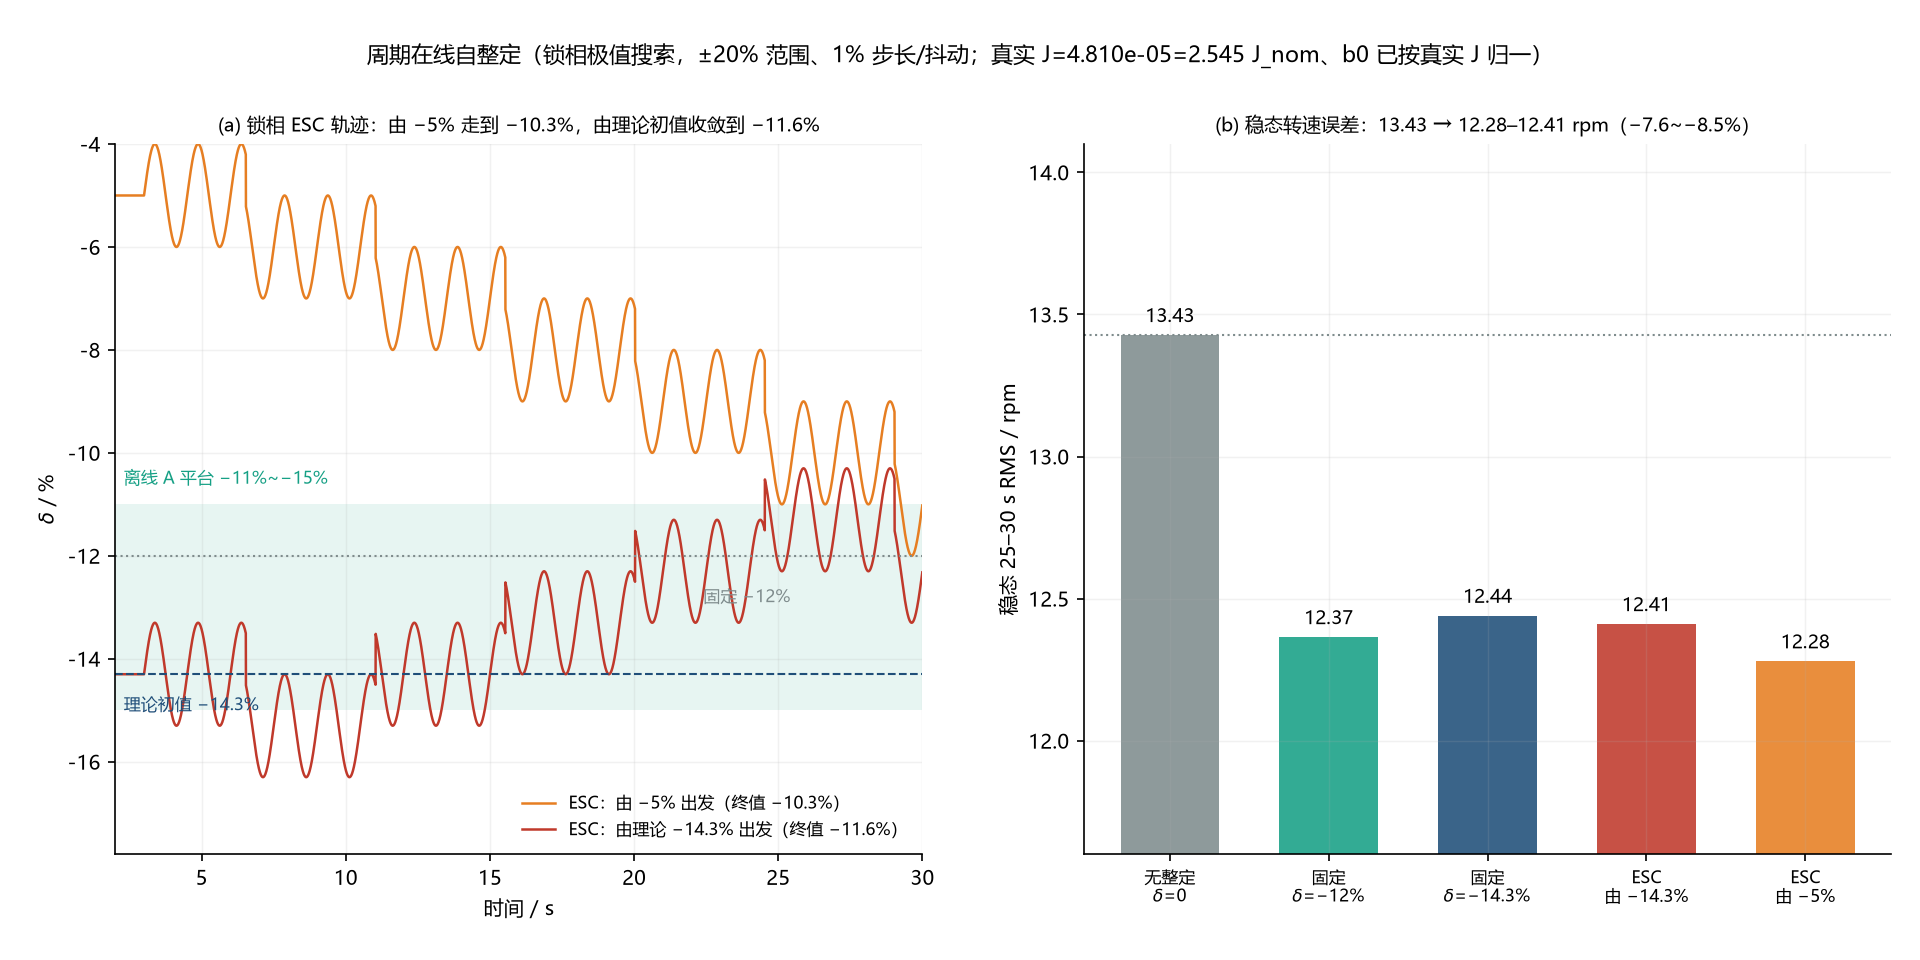 周期在线自整定（锁相极值搜索，±20% 范围、1% 步长/抖动；真实 J=4.810e-05=2.545 J_nom、b0 已按真实 J 归一）
(a) 锁相 ESC 轨迹：由 −5% 走到 −10.3%，由理论初值收敛到 −11.6%
-4
-6
-8
-10
-12
-14
-16
δ / %
离线 A 平台 −11%~−15%
固定 −12%
理论初值 −14.3%
ESC：由 −5% 出发（终值 −10.3%）
ESC：由理论 −14.3% 出发（终值 −11.6%）
5
10
15
20
25
30
时间 / s
(b) 稳态转速误差：13.43 → 12.28–12.41 rpm（−7.6~−8.5%）
14.0
13.5
13.0
12.5
12.0
稳态 25–30 s RMS / rpm
13.43
12.37
12.44
12.41
12.28
无整定
δ=0
固定
δ=−12%
固定
δ=−14.3%
ESC
由 −14.3%
ESC
由 −5%